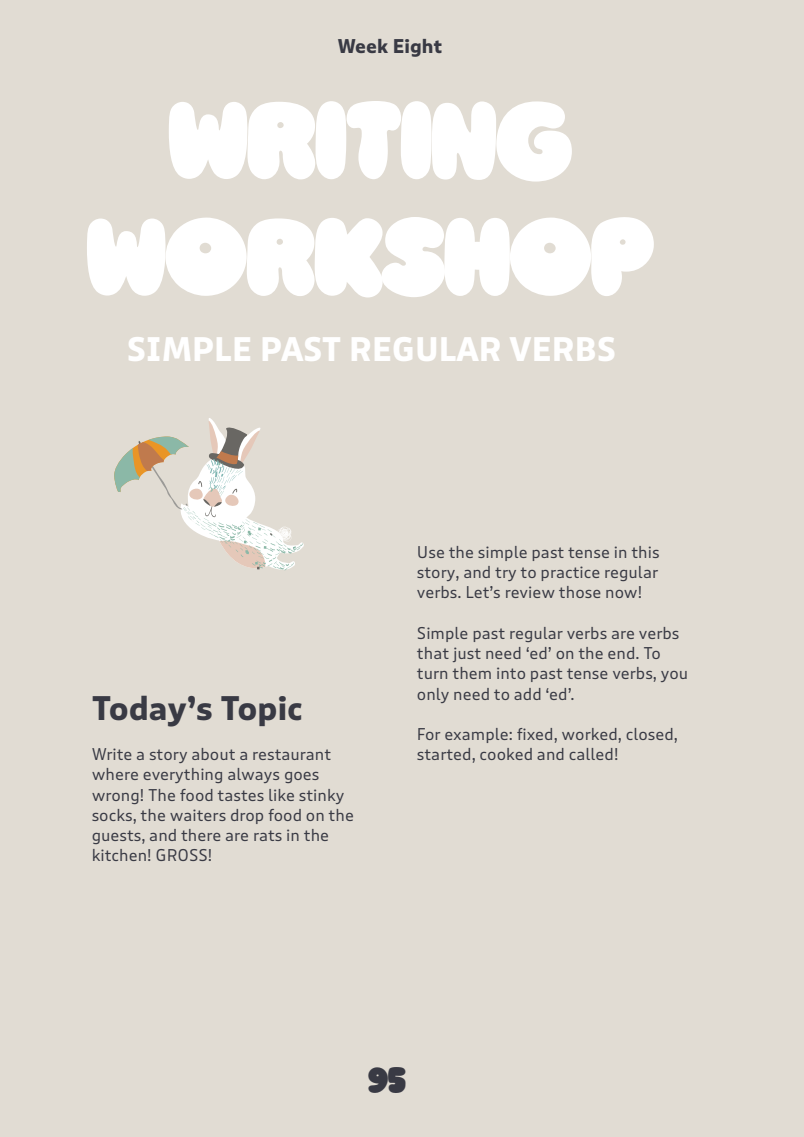 Week Eight
WRITING
WORKSHOP
SIMPLE PAST REGULAR VERBS
Today’s Topic
Write a story about a restaurant
where everything always goes
wrong! The food tastes like stinky
socks, the waiters drop food on the
guests, and there are rats in the
kitchen! GROSS!
Use the simple past tense in this
story, and try to practice regular
verbs. Let’s review those now!
Simple past regular verbs are verbs
that just need ‘ed’ on the end. To
turn them into past tense verbs, you
only need to add ‘ed’.
For example: fixed, worked, closed,
started, cooked and called!
95